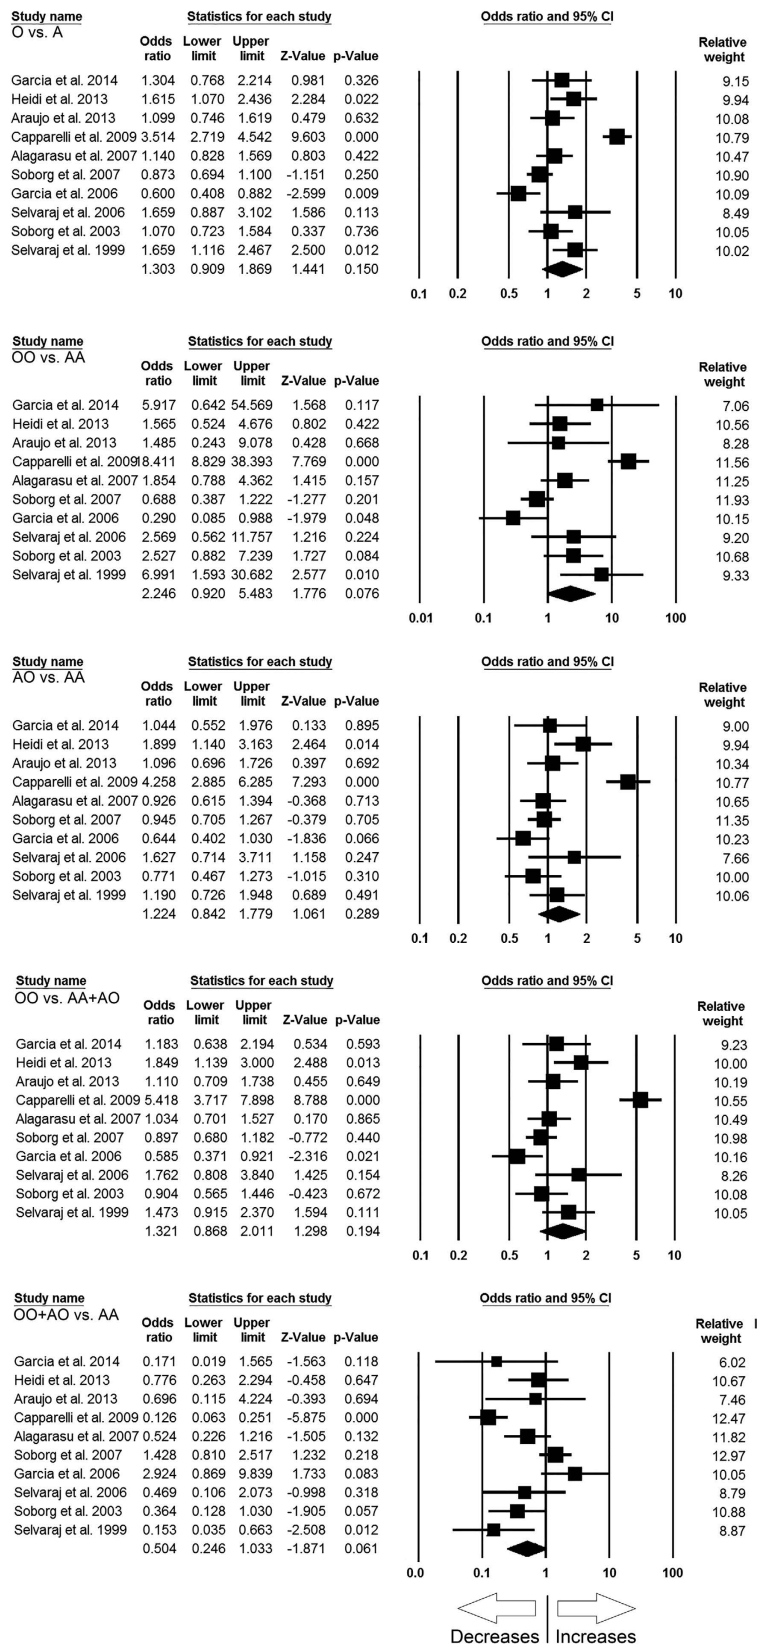 Study name Statistics for each study Odds ratio and 95% CI
O vs. A
Odds ratio Lower limit Upper limit Z-Value p-Value Relative weight
Garcia et al. 2014 1.304 0.768 2.214 0.981 0.326 9.15
Heidi et al. 2013 1.615 1.070 2.436 2.284 0.022 9.94
Araujo et al. 2013 1.099 0.746 1.619 0.479 0.632 10.08
Capparelli et al. 2009 3.514 2.719 4.542 9.603 0.000 10.79
Alagarasu et al. 2007 1.140 0.828 1.569 0.803 0.422 10.47
Soborg et al. 2007 0.873 0.694 1.100 -1.151 0.250 10.90
Garcia et al. 2006 0.600 0.408 0.882 -2.599 0.009 10.09
Selvaraj et al. 2006 1.659 0.887 3.102 1.586 0.113 8.49
Soborg et al. 2003 1.070 0.723 1.584 0.337 0.736 10.05
Selvaraj et al. 1999 1.659 1.116 2.467 2.500 0.012 10.02
1.303 0.909 1.869 1.441 0.150
0.1 0.2 0.5 1 2 5 10
Study name Statistics for each study Odds ratio and 95% CI
OO vs. AA
Odds ratio Lower limit Upper limit Z-Value p-Value Relative weight
Garcia et al. 2014 5.917 0.642 54.569 1.568 0.117 7.06
Heidi et al. 2013 1.565 0.524 4.676 0.802 0.422 10.56
Araujo et al. 2013 1.485 0.243 9.078 0.428 0.668 8.28
Capparelli et al. 2009 18.411 8.829 38.393 7.769 0.000 11.56
Alagarasu et al. 2007 1.854 0.788 4.362 1.415 0.157 11.25
Soborg et al. 2007 0.688 0.387 1.222 -1.277 0.201 11.93
Garcia et al. 2006 0.290 0.085 0.988 -1.979 0.048 10.15
Selvaraj et al. 2006 2.569 0.562 11.757 1.216 0.224 9.20
Soborg et al. 2003 2.527 0.882 7.239 1.727 0.084 10.68
Selvaraj et al. 1999 6.991 1.593 30.682 2.577 0.010 9.33
2.246 0.920 5.483 1.776 0.076
0.01 0.1 1 10 100
Study name Statistics for each study Odds ratio and 95% CI
AO vs. AA
Odds ratio Lower limit Upper limit Z-Value p-Value Relative weight
Garcia et al. 2014 1.044 0.552 1.976 0.133 0.895 9.00
Heidi et al. 2013 1.899 1.140 3.163 2.464 0.014 9.94
Araujo et al. 2013 1.096 0.696 1.726 0.397 0.692 10.34
Capparelli et al. 2009 4.258 2.885 6.285 7.293 0.000 10.77
Alagarasu et al. 2007 0.926 0.615 1.394 -0.368 0.713 10.65
Soborg et al. 2007 0.945 0.705 1.267 -0.379 0.705 11.35
Garcia et al. 2006 0.644 0.402 1.030 -1.836 0.066 10.23
Selvaraj et al. 2006 1.627 0.714 3.711 1.158 0.247 7.66
Soborg et al. 2003 0.771 0.467 1.273 -1.015 0.310 10.00
Selvaraj et al. 1999 1.190 0.726 1.948 0.689 0.491 10.06
1.224 0.842 1.779 1.061 0.289
0.1 0.2 0.5 1 2 5 10
Study name Statistics for each study Odds ratio and 95% CI
OO vs. AA+AO
Odds ratio Lower limit Upper limit Z-Value p-Value Relative weight
Garcia et al. 2014 1.183 0.638 2.194 0.534 0.593 9.23
Heidi et al. 2013 1.849 1.139 3.000 2.488 0.013 10.00
Araujo et al. 2013 1.110 0.709 1.738 0.455 0.649 10.19
Capparelli et al. 2009 5.418 3.717 7.898 8.788 0.000 10.55
Alagarasu et al. 2007 1.034 0.701 1.527 0.170 0.865 10.49
Soborg et al. 2007 0.897 0.680 1.182 -0.772 0.440 10.98
Garcia et al. 2006 0.585 0.371 0.921 -2.316 0.021 10.16
Selvaraj et al. 2006 1.762 0.808 3.840 1.425 0.154 8.26
Soborg et al. 2003 0.904 0.565 1.446 -0.423 0.672 10.08
Selvaraj et al. 1999 1.473 0.915 2.370 1.594 0.111 10.05
1.321 0.868 2.011 1.298 0.194
0.1 0.2 0.5 1 2 5 10
Study name Statistics for each study Odds ratio and 95% CI
OO+AO vs. AA
Odds ratio Lower limit Upper limit Z-Value p-Value Relative weight
Garcia et al. 2014 0.171 0.019 1.565 -1.563 0.118 6.02
Heidi et al. 2013 0.776 0.263 2.294 -0.458 0.647 10.67
Araujo et al. 2013 0.696 0.115 4.224 -0.393 0.694 7.46
Capparelli et al. 2009 0.126 0.063 0.251 -5.875 0.000 12.47
Alagarasu et al. 2007 0.524 0.226 1.216 -1.505 0.132 11.82
Soborg et al. 2007 1.428 0.810 2.517 1.232 0.218 12.97
Garcia et al. 2006 2.924 0.869 9.839 1.733 0.083 10.05
Selvaraj et al. 2006 0.469 0.106 2.073 -0.998 0.318 8.79
Soborg et al. 2003 0.364 0.128 1.030 -1.905 0.057 10.88
Selvaraj et al. 1999 0.153 0.035 0.663 -2.508 0.012 8.87
0.504 0.246 1.033 -1.871 0.061
0.0 0.1 1 10 100
Decreases Increases